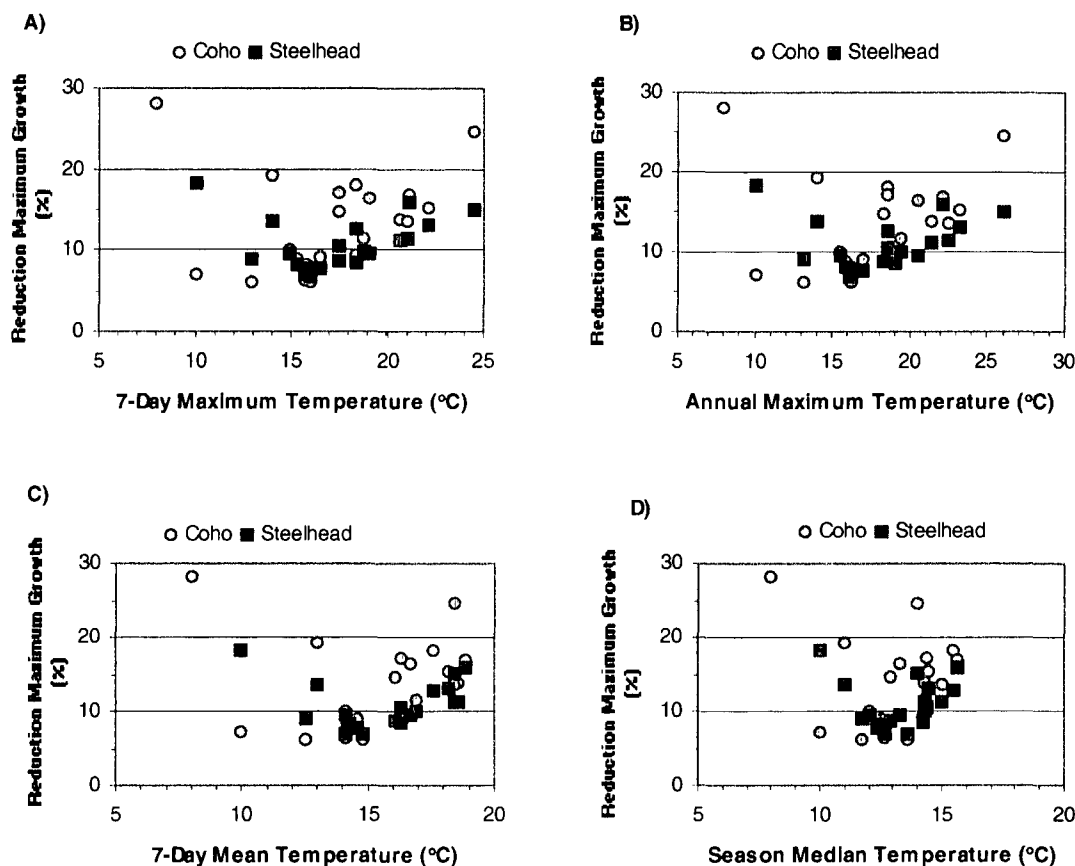 A)
○ Coho ■ Steelhead
Reduction Maximum Growth
(%)
30
20
10
0
5 10 15 20 25
7-Day Maximum Temperature (°C)
B)
○ Coho ■ Steelhead
Reduction Maximum Growth
(%)
30
20
10
0
5 10 15 20 25 30
Annual Maximum Temperature (°C)
C)
○ Coho ■ Steelhead
Reduction Maximum Growth
(%)
30
20
10
0
5 10 15 20
7-Day Mean Temperature (°C)
D)
○ Coho ■ Steelhead
Reduction Maximum Growth
(%)
30
20
10
0
5 10 15 20
Season Median Temperature (°C)